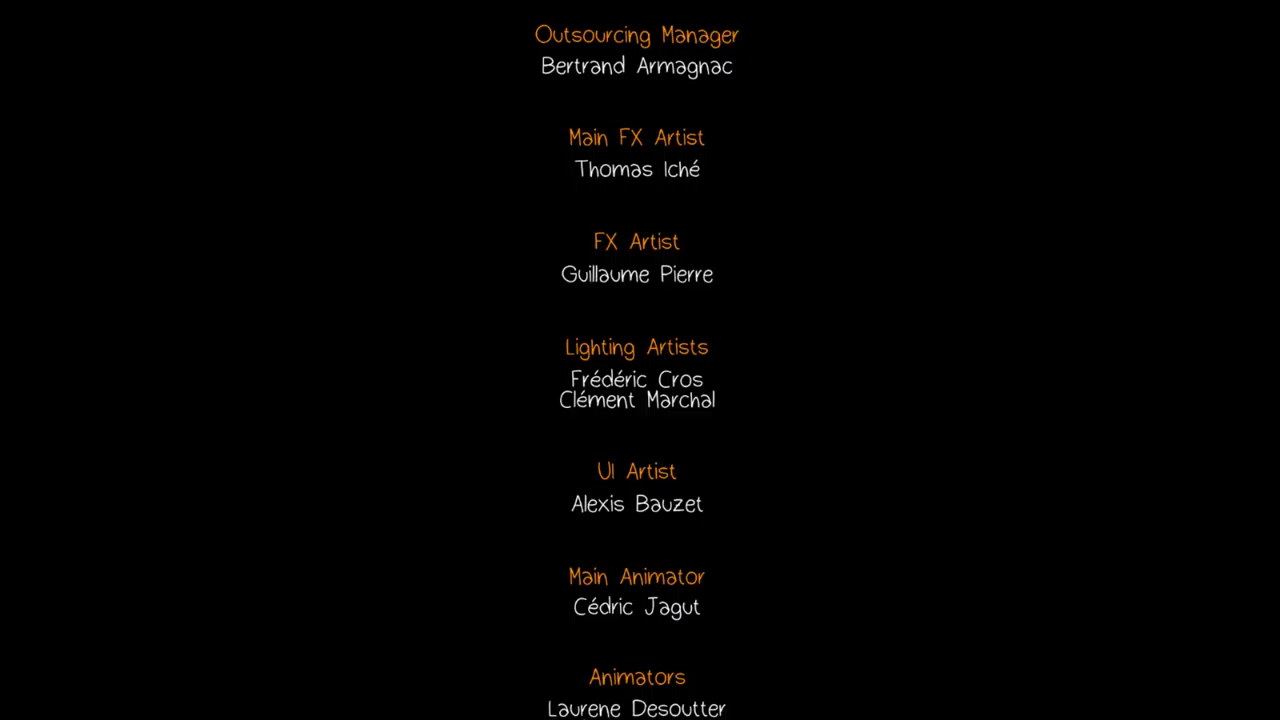 Outsourcing Manager
Bertrand Armagnac
Main FX Artist
Thomas Iché
FX Artist
Guillaume Pierre
Lighting Artists
Frédéric Cros
Clément Marchal
UI Artist
Alexis Bauzet
Main Animator
Cédric Jagut
Animators
Laurene Desoutter